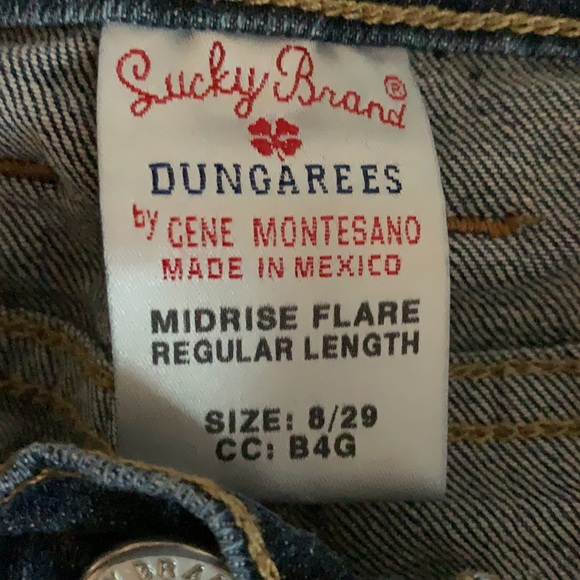 Lucky Brand®
DUNGAREES
by GENE MONTESANO
MADE IN MEXICO
MIDRISE FLARE
REGULAR LENGTH
SIZE: 8/29
CC: B4G